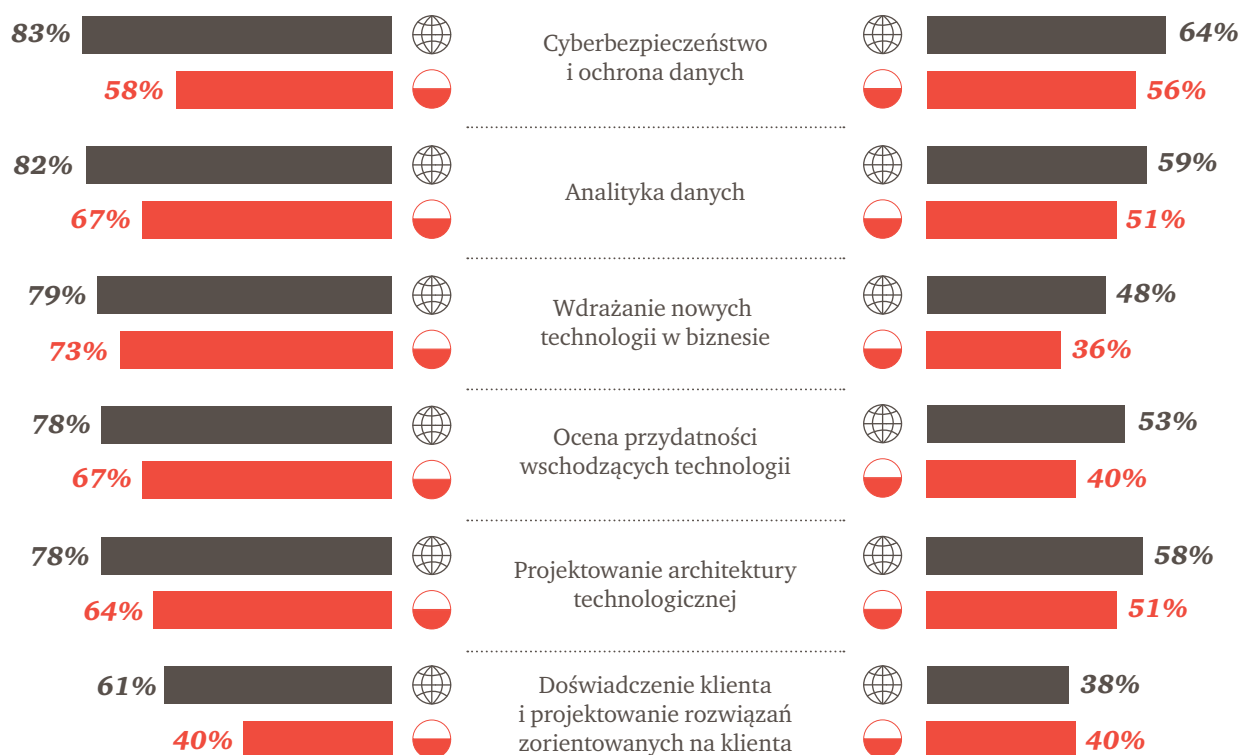 83%
58%
Cyberbezpieczeństwo
i ochrona danych
64%
56%
82%
67%
Analityka danych
59%
51%
79%
73%
Wdrażanie nowych
technologii w biznesie
48%
36%
78%
67%
Ocena przydatności
wschodzących technologii
53%
40%
78%
64%
Projektowanie architektury
technologicznej
58%
51%
61%
40%
Doświadczenie klienta
i projektowanie rozwiązań
zorientowanych na klienta
38%
40%